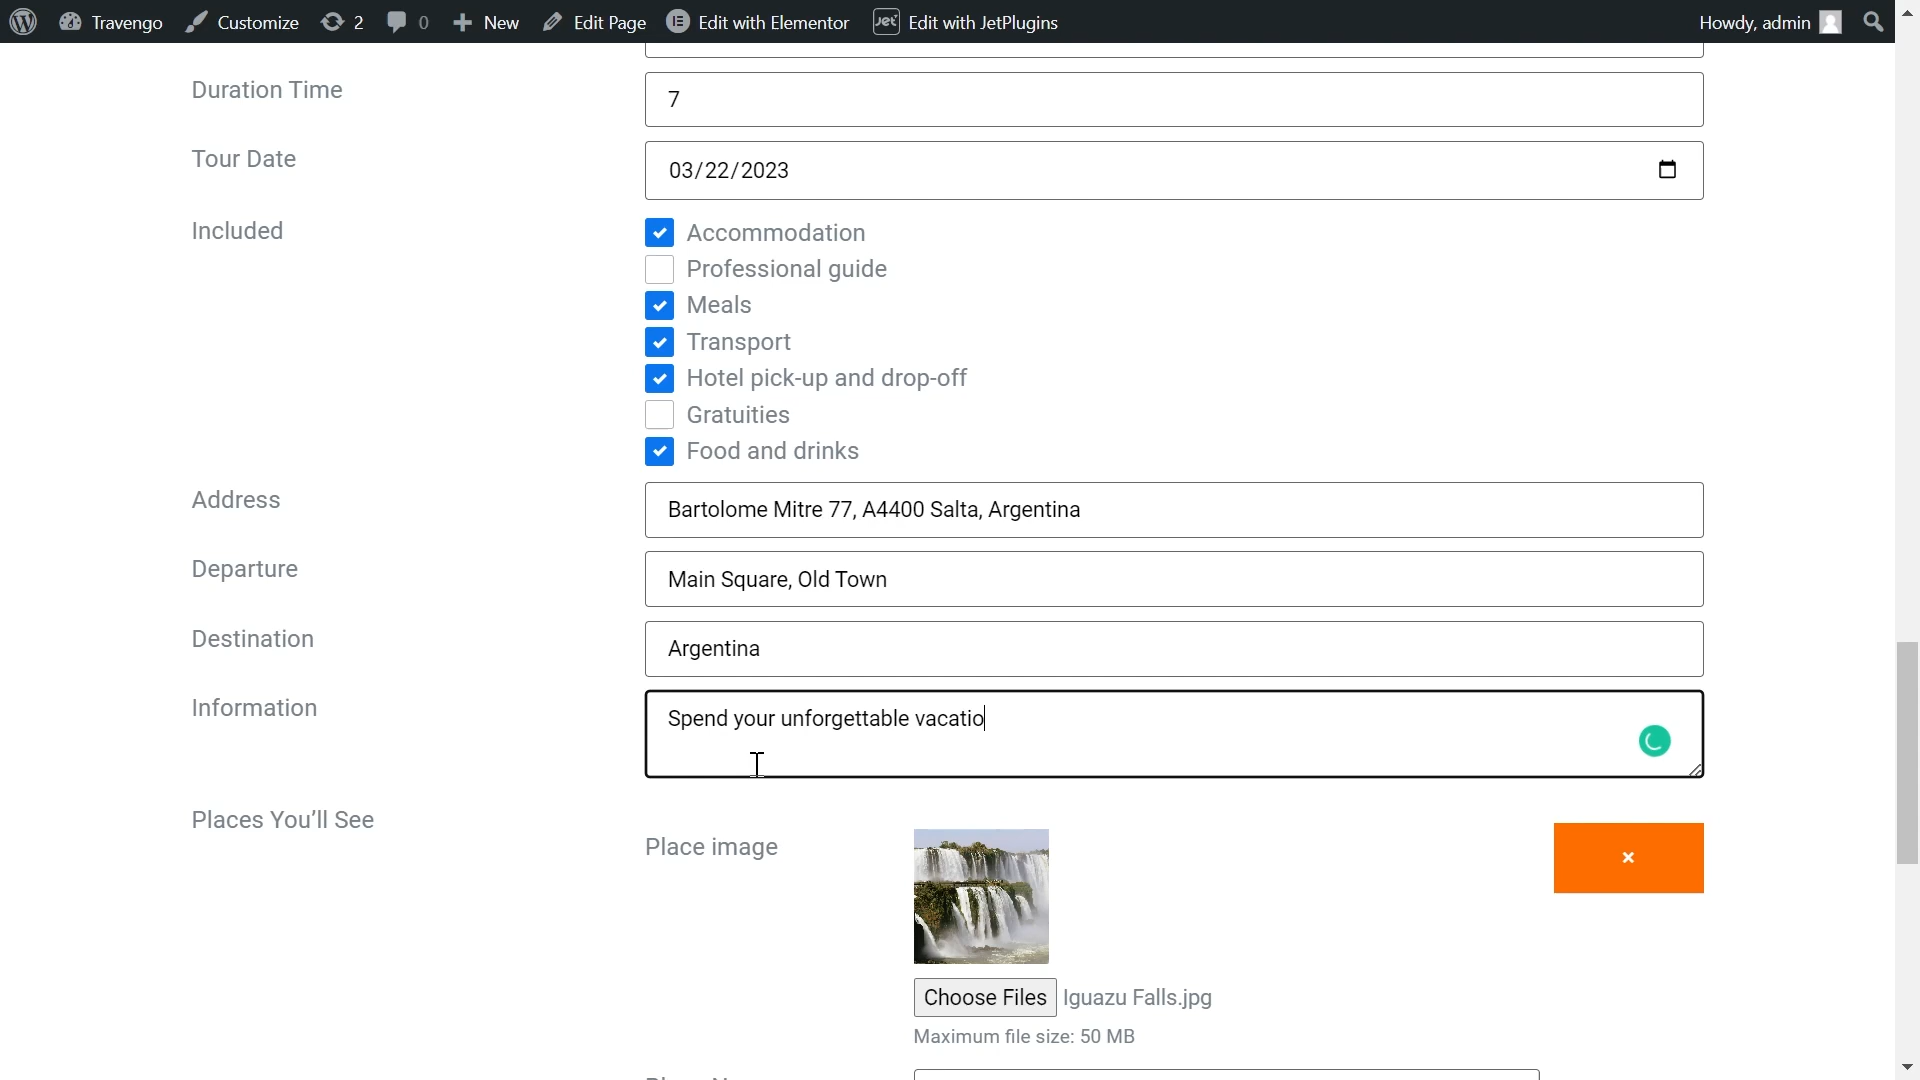 Travengo Customize 2 0 New Edit Page Edit with Elementor Jet Edit with JetPlugins Howdy, admin
Duration Time 7
Tour Date 03/22/2023
Included
Accommodation
Professional guide
Meals
Transport
Hotel pick-up and drop-off
Gratuities
Food and drinks
Address Bartolome Mitre 77, A4400 Salta, Argentina
Departure Main Square, Old Town
Destination Argentina
Information Spend your unforgettable vacatio
Places You'll See
Place image ×
Choose Files Iguazu Falls.jpg
Maximum file size: 50 MB